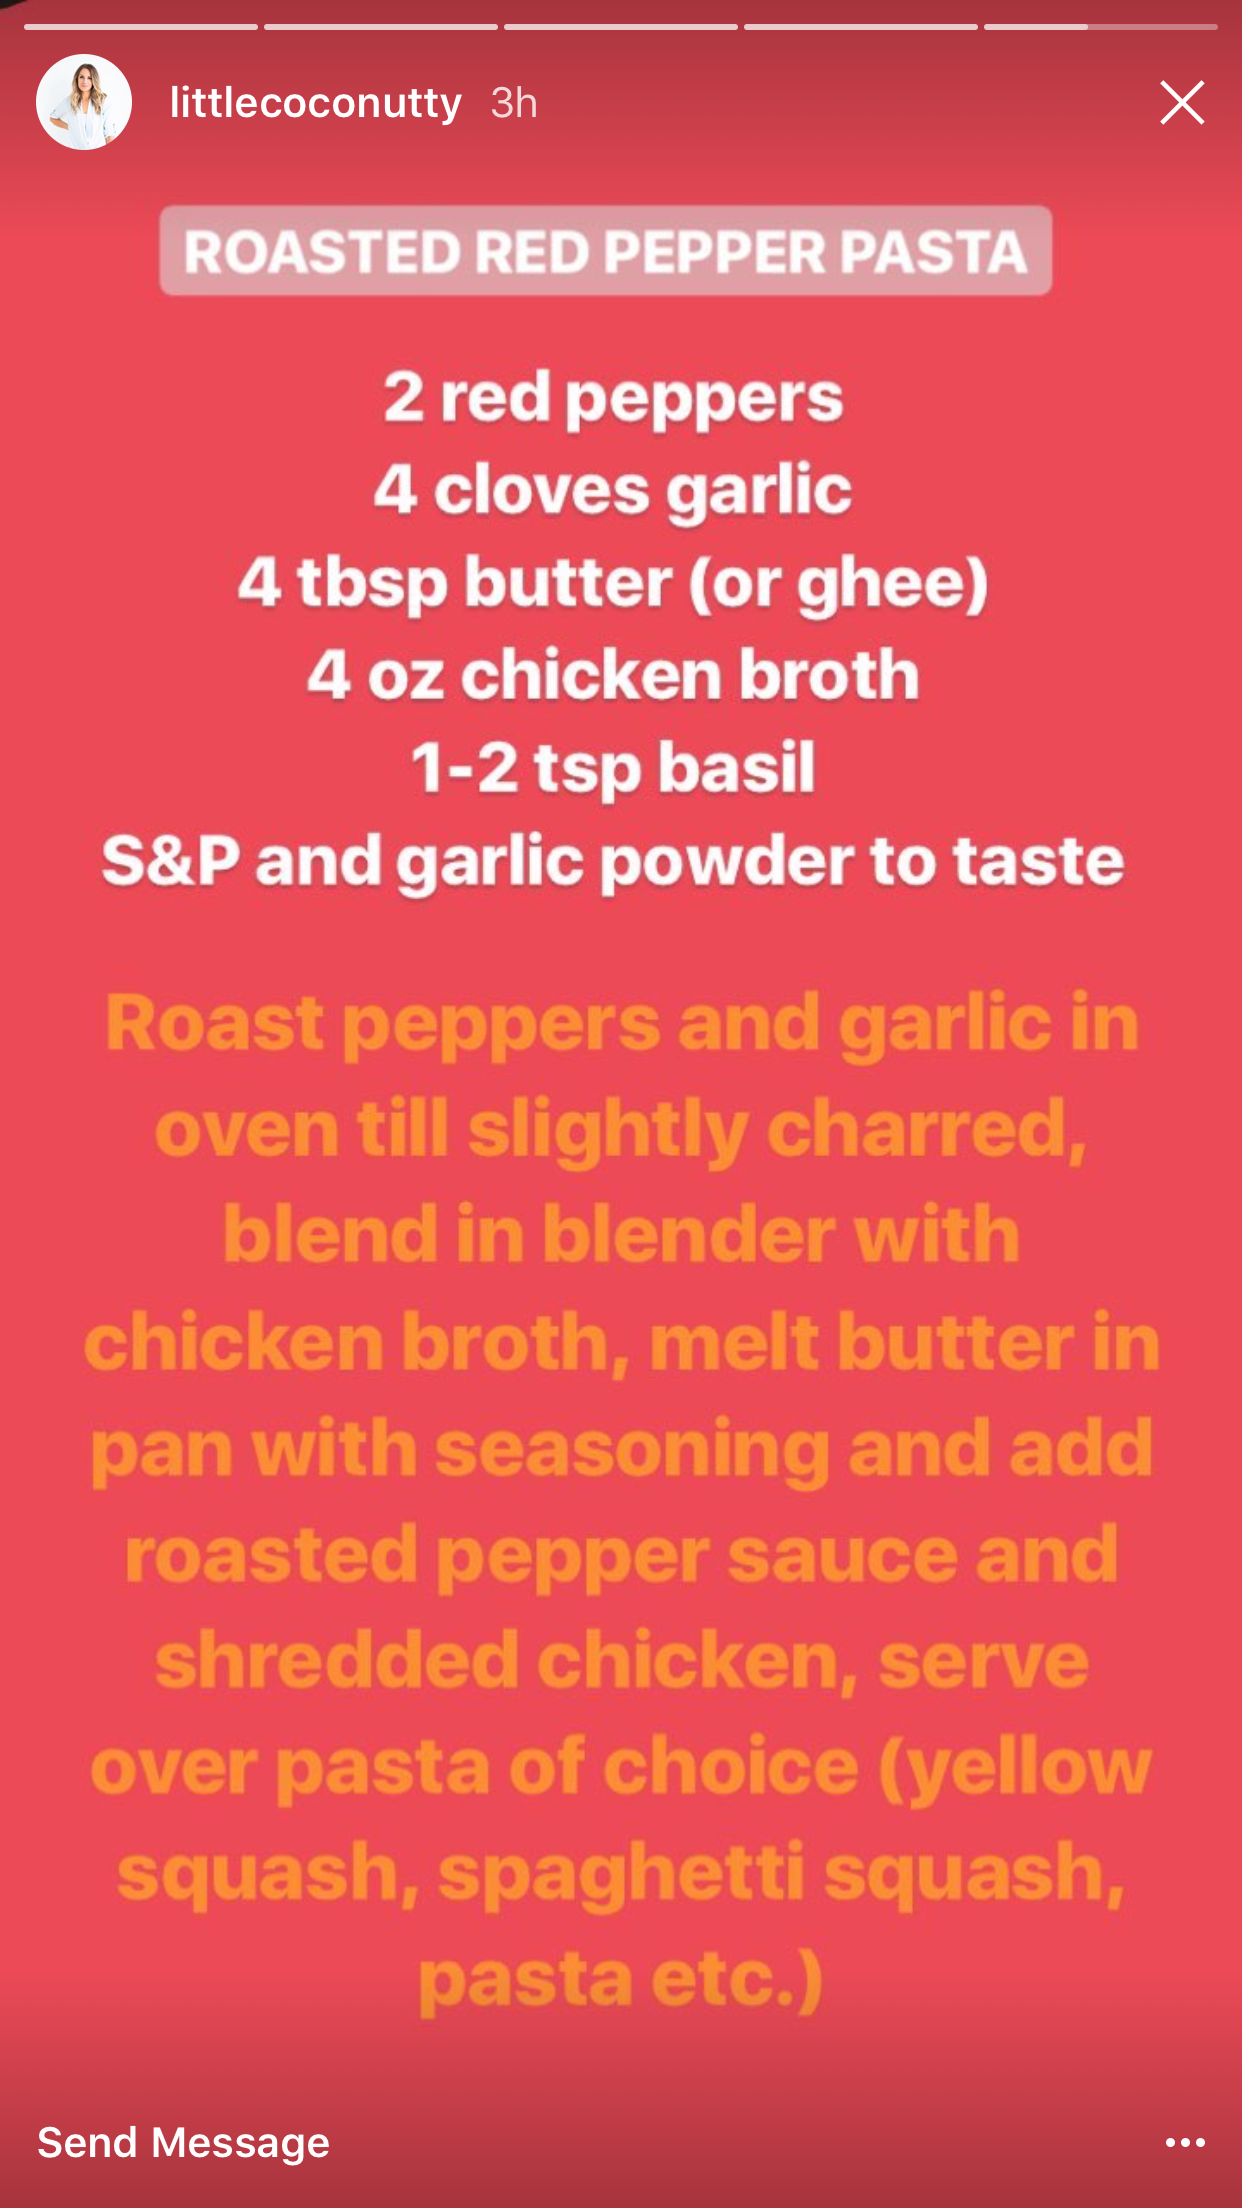 littlecoconutty 3h
ROASTED RED PEPPER PASTA
2 red peppers
4 cloves garlic
4 tbsp butter (or ghee)
4 oz chicken broth
1-2 tsp basil
S&P and garlic powder to taste
Roast peppers and garlic in
oven till slightly charred,
blend in blender with
chicken broth, melt butter in
pan with seasoning and add
roasted pepper sauce and
shredded chicken, serve
over pasta of choice (yellow
squash, spaghetti squash,
pasta etc.)
Send Message